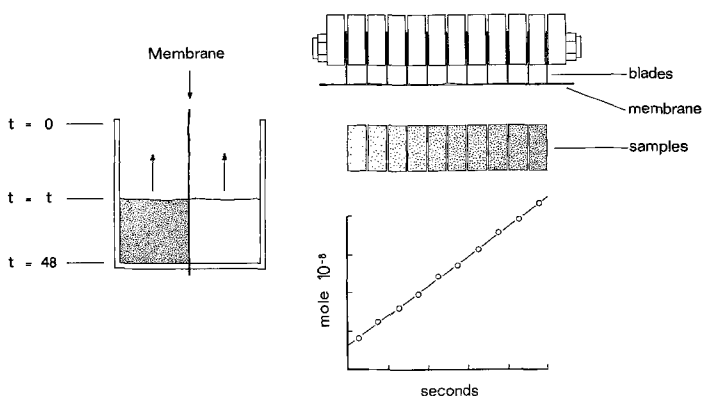 Membrane
t = 0
t = t
t = 48
blades
membrane
samples
mole 10⁻⁸
seconds